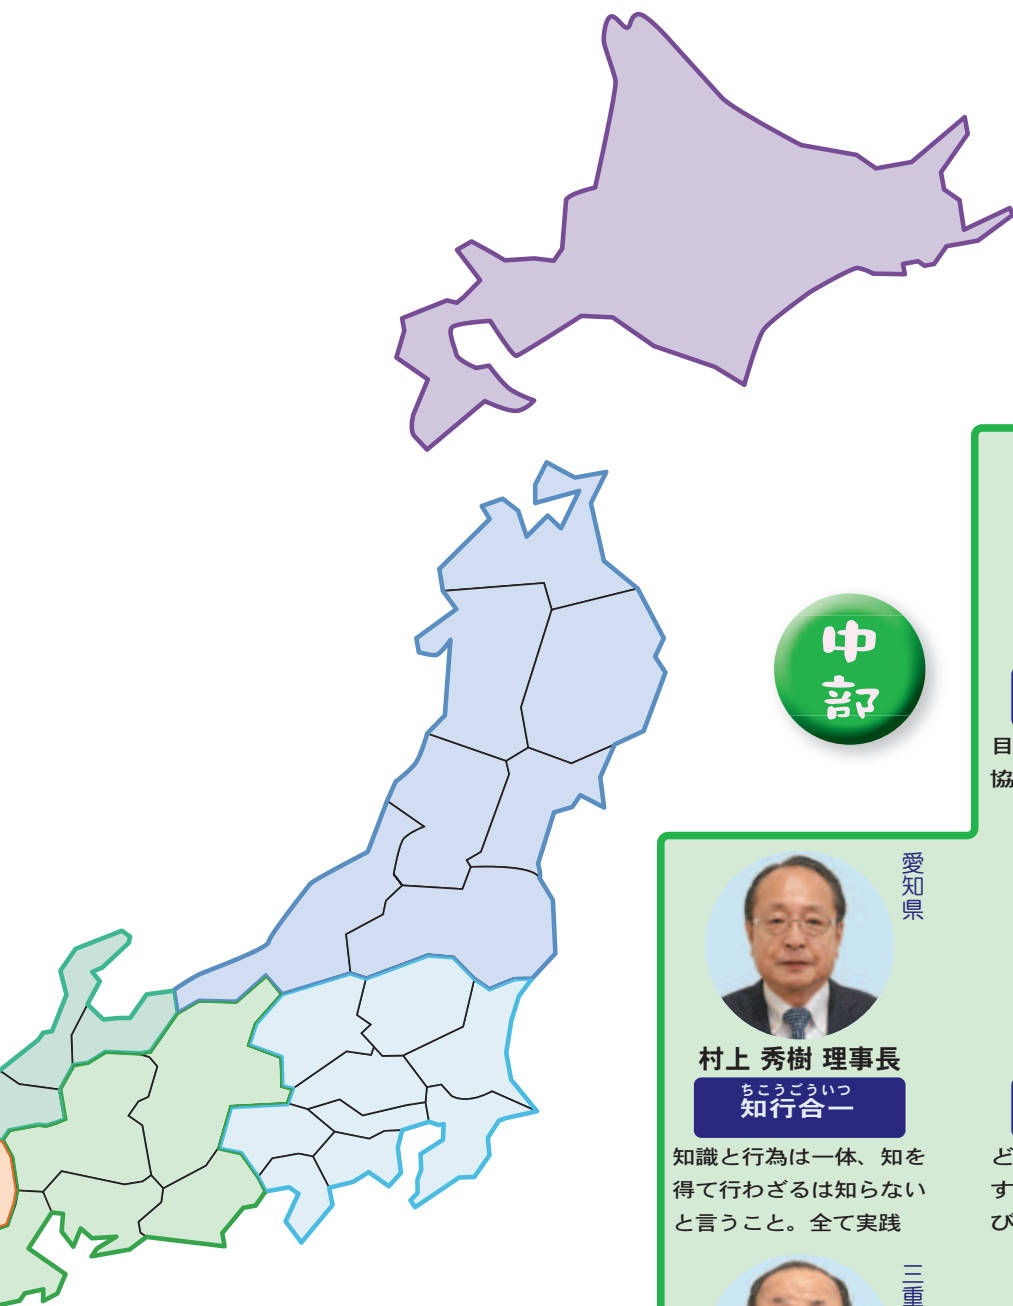 中
部
愛知県
村上 秀樹 理事長
ちこうごういつ
知行合一
知識と行為は一体、知を
得て行わざるは知らない
と言うこと。全て実践
目
協
ど
す
び
三重